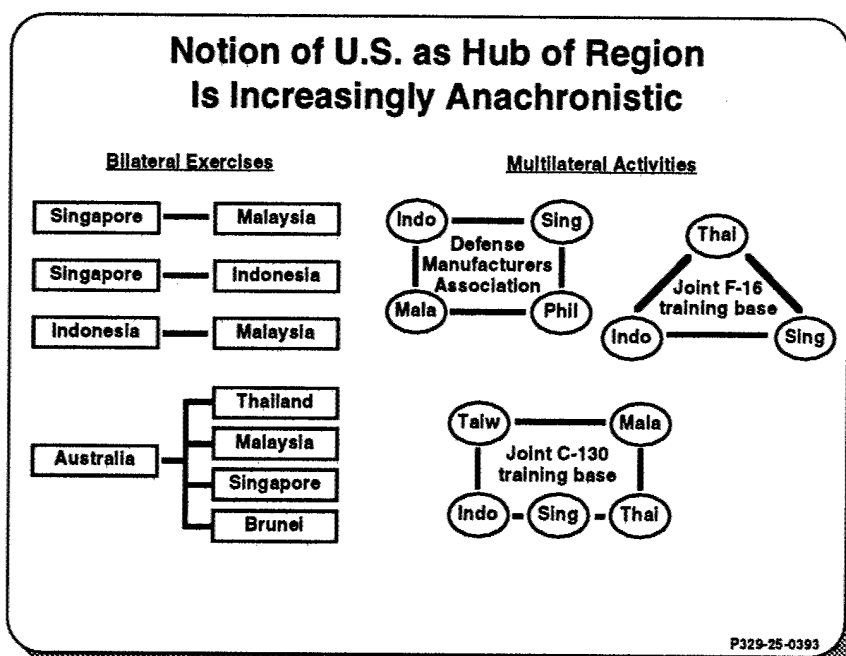 Notion of U.S. as Hub of Region
Is Increasingly Anachronistic
Bilateral Exercises
Singapore
Malaysia
Singapore
Indonesia
Indonesia
Malaysia
Australia
Thailand
Malaysia
Singapore
Brunei
Multilateral Activities
Indo
Sing
Defense
Manufacturers
Association
Mala
Phil
Thai
Joint F-16
training base
Indo
Sing
Taiw
Mala
Joint C-130
training base
Indo
Sing
Thai
P329-25-0393